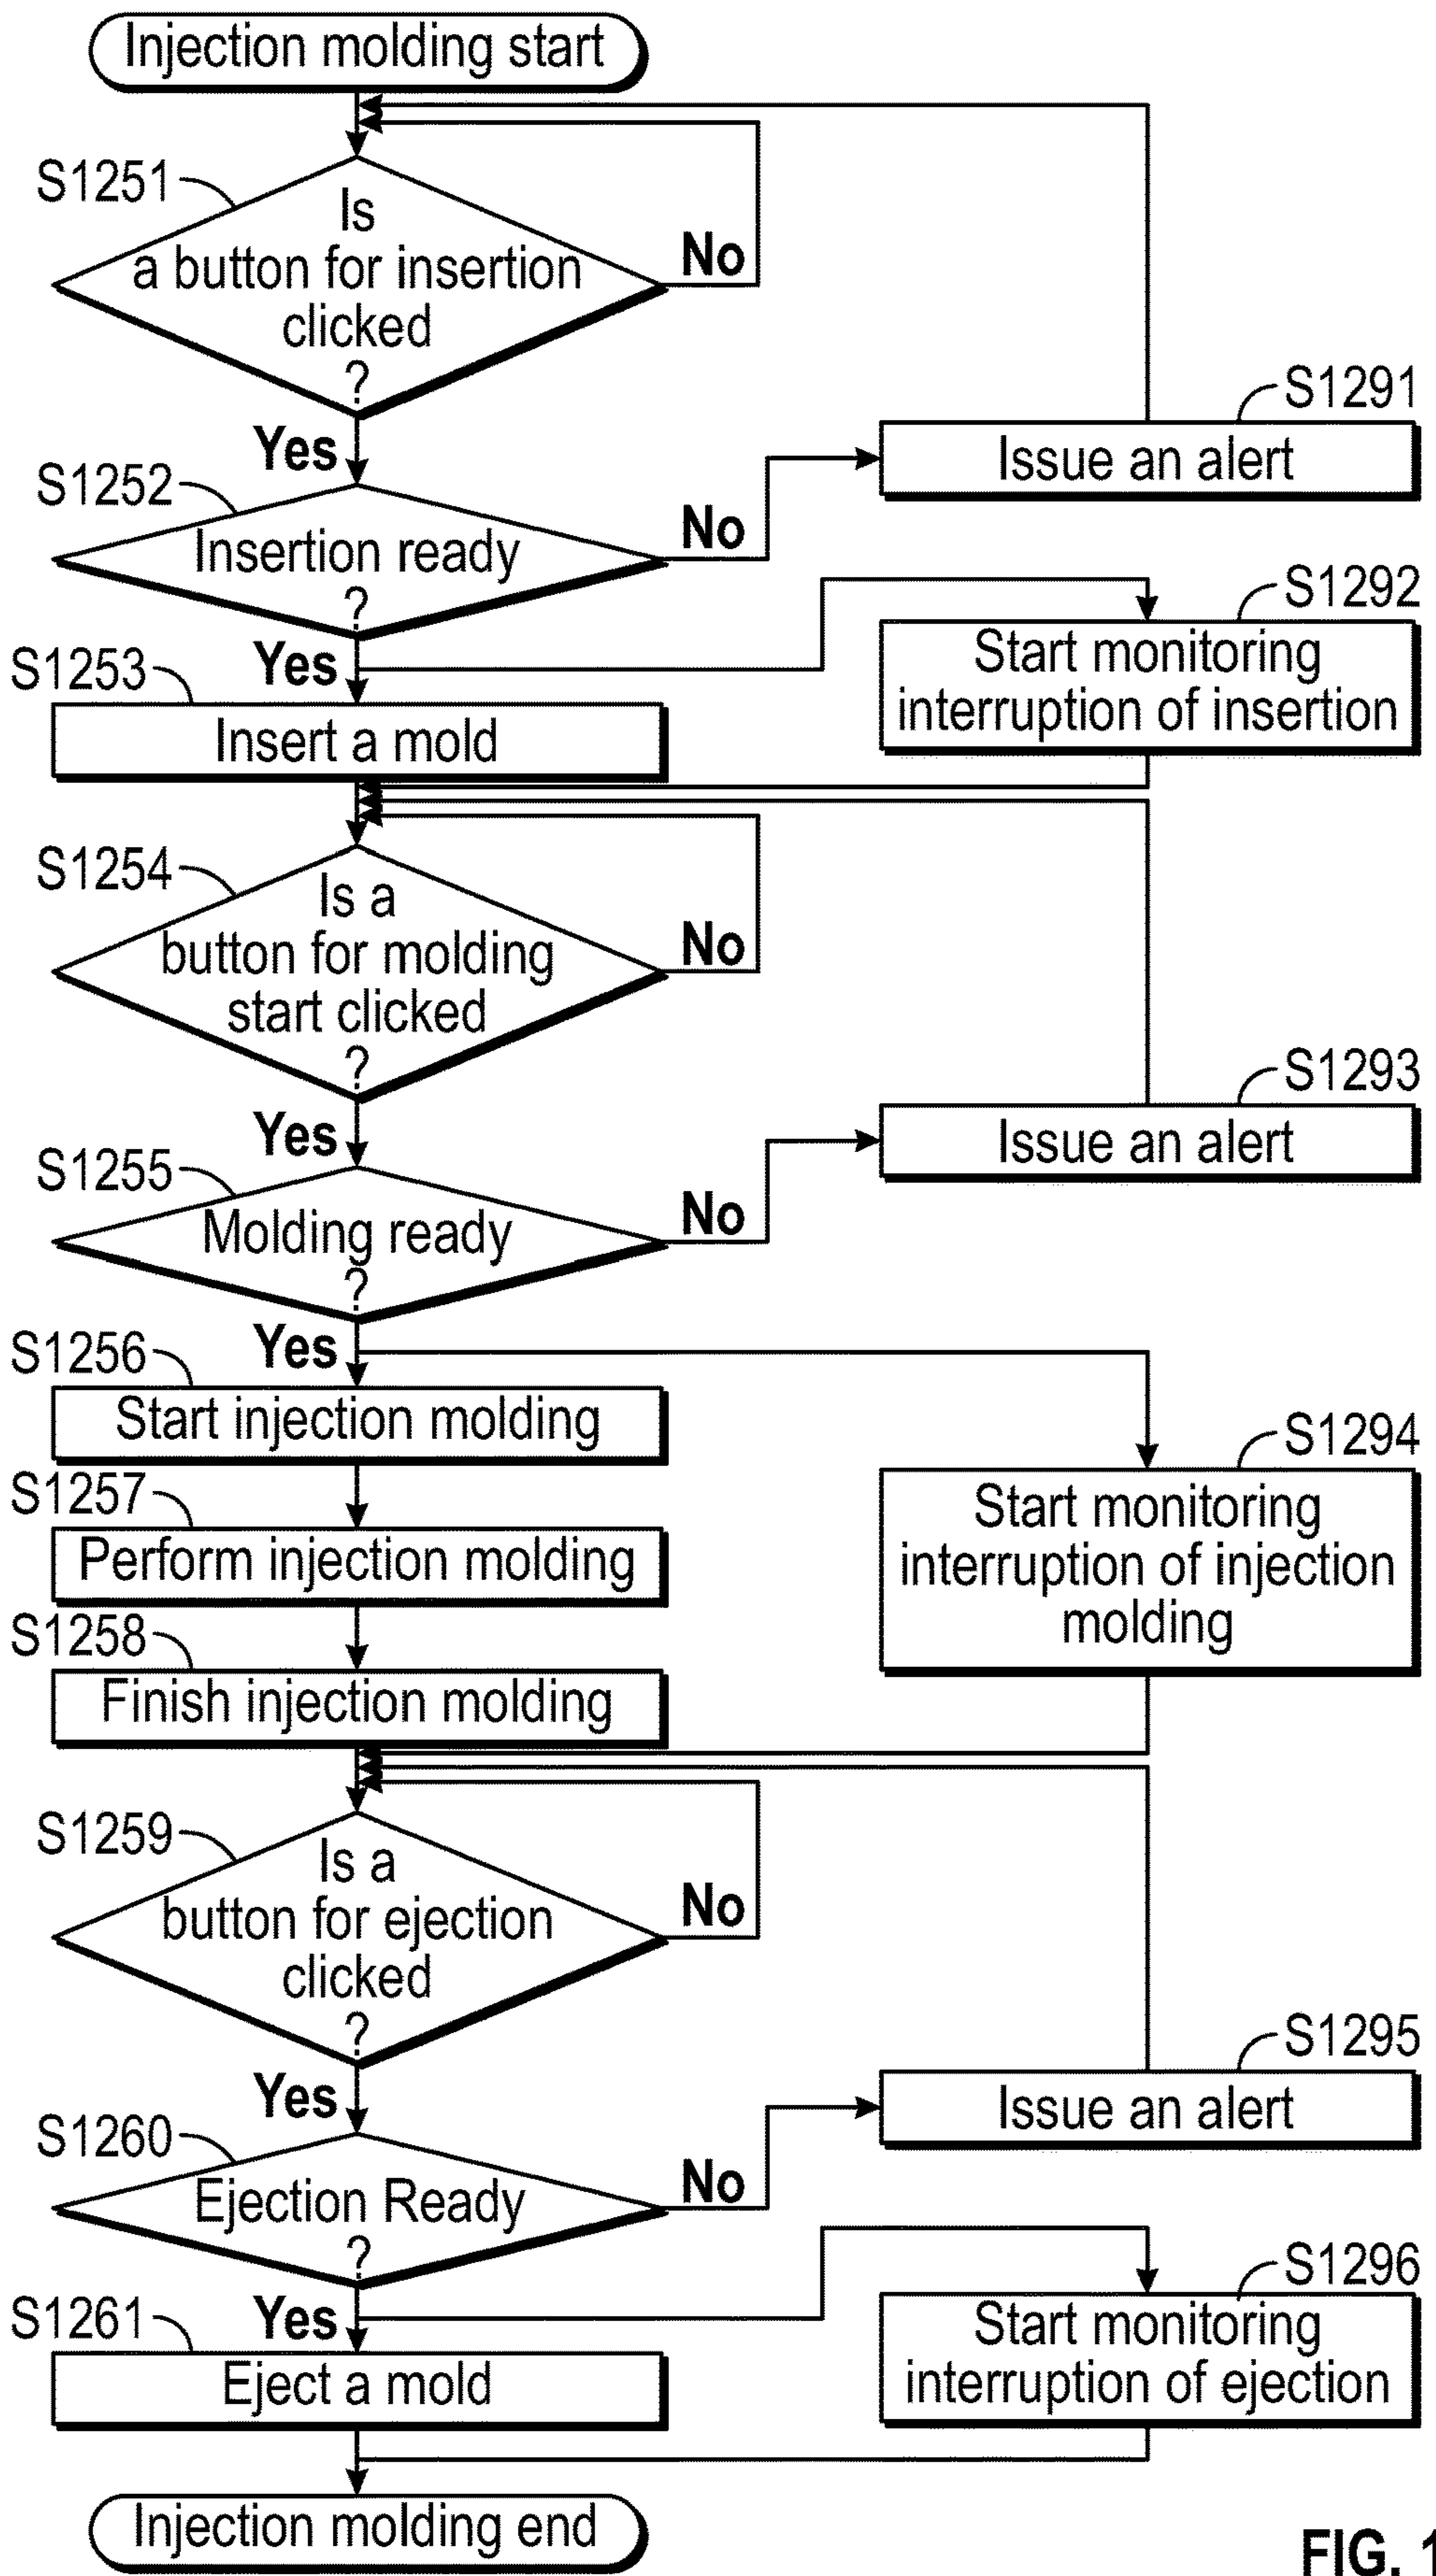 Injection molding start
S1251
Is
a button for insertion
clicked
?
No
Yes
S1291
Issue an alert
S1252
Insertion ready
?
No
Yes
S1292
Start monitoring
interruption of insertion
S1253
Insert a mold
S1254
Is a
button for molding
start clicked
?
No
Yes
S1293
Issue an alert
S1255
Molding ready
?
No
Yes
S1256
Start injection molding
S1294
Start monitoring
interruption of injection
molding
S1257
Perform injection molding
S1258
Finish injection molding
S1259
Is a
button for ejection
clicked
?
No
Yes
S1295
Issue an alert
S1260
Ejection Ready
?
No
Yes
S1296
Start monitoring
interruption of ejection
S1261
Eject a mold
Injection molding end
FIG. 1